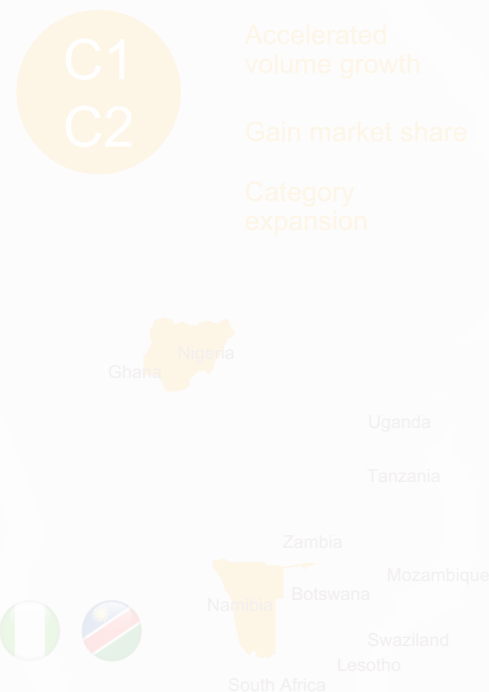 C1
C2
Accelerated
volume growth
Gain market share
Category
expansion
Nigeria
Ghana
Uganda
Tanzania
Zambia
Mozambique
Botswana
Namibia
Swaziland
Lesotho
South Africa